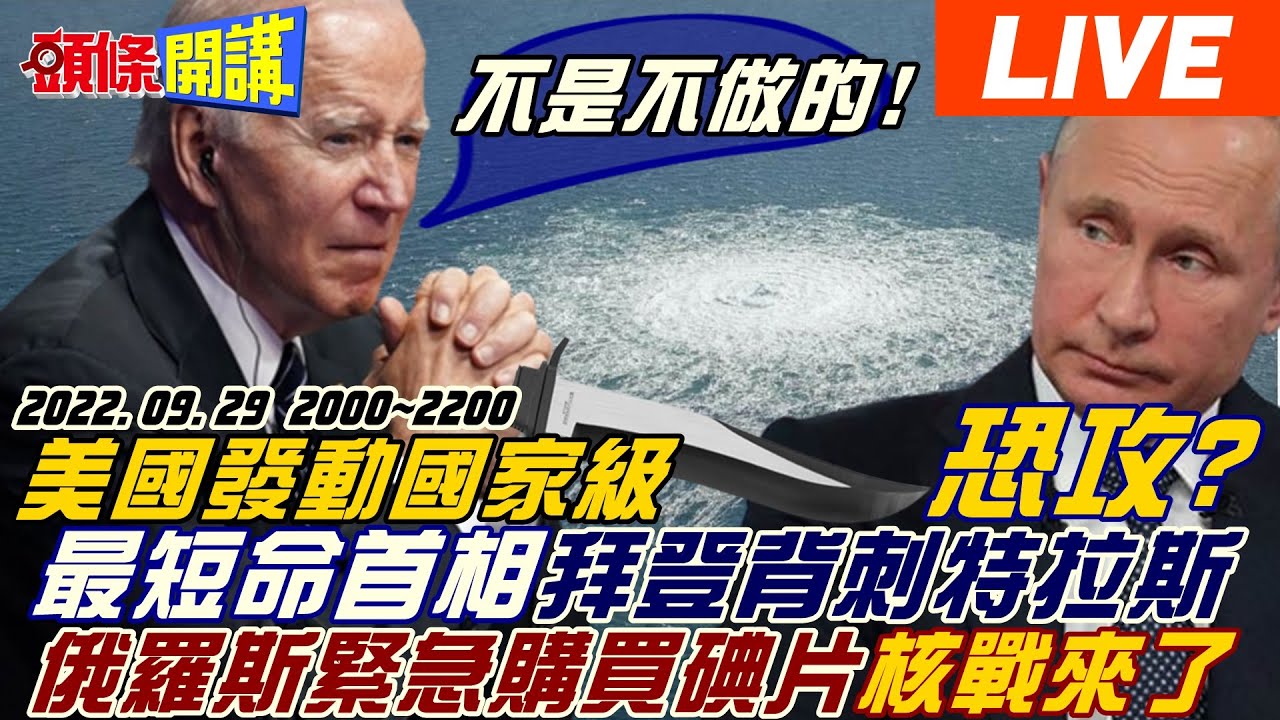 頭條開講
LIVE
不是不做的!
2022.09.29 2000~2200
美國發動國家級 恐攻?
最短命首相拜登背刺特拉斯
俄羅斯緊急購買碘片核戰來了